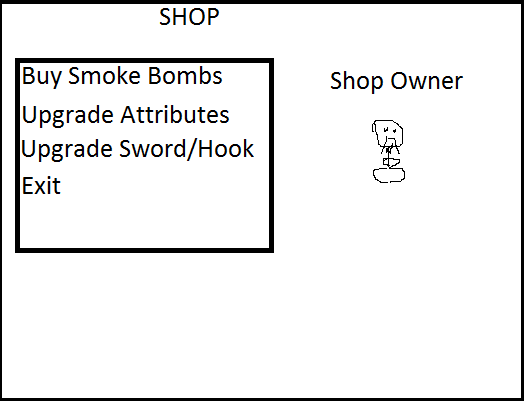 SHOP
Buy Smoke Bombs
Upgrade Attributes
Upgrade Sword/Hook
Exit
Shop Owner